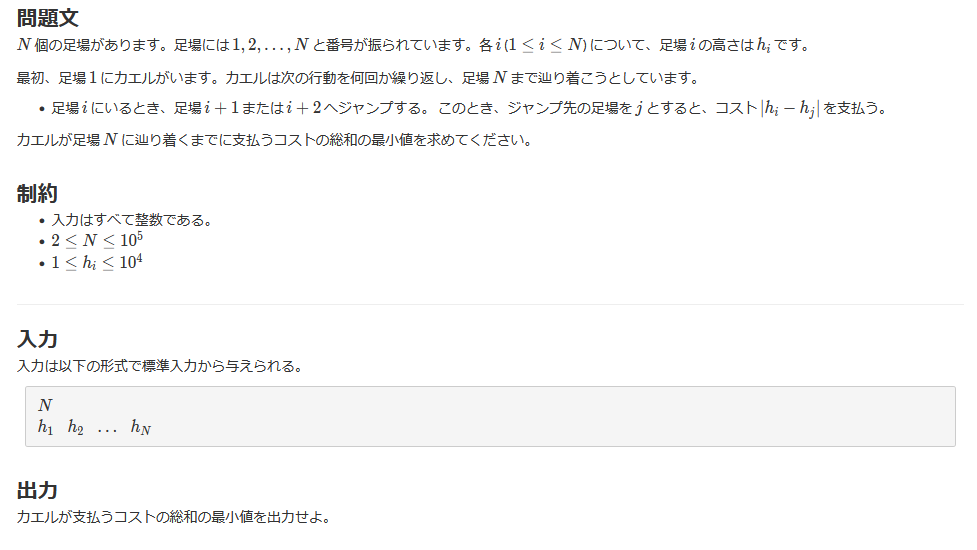 問題文
N 個の足場があります。足場には 1, 2, …, N と番号が振られています。各 i (1 ≤ i ≤ N) について、足場 i の高さは h_i です。
最初、足場 1 にカエルがいます。カエルは次の行動を何回か繰り返し、足場 N まで辿り着こうとしています。
• 足場 i にいるとき、足場 i + 1 または i + 2 へジャンプする。 このとき、ジャンプ先の足場を j とすると、コスト |h_i − h_j| を支払う。
カエルが足場 N に辿り着くまでに支払うコストの総和の最小値を求めてください。
制約
• 入力はすべて整数である。
• 2 ≤ N ≤ 10^5
• 1 ≤ h_i ≤ 10^4
入力
入力は以下の形式で標準入力から与えられる。
N
h_1 h_2 … h_N
出力
カエルが支払うコストの総和の最小値を出力せよ。